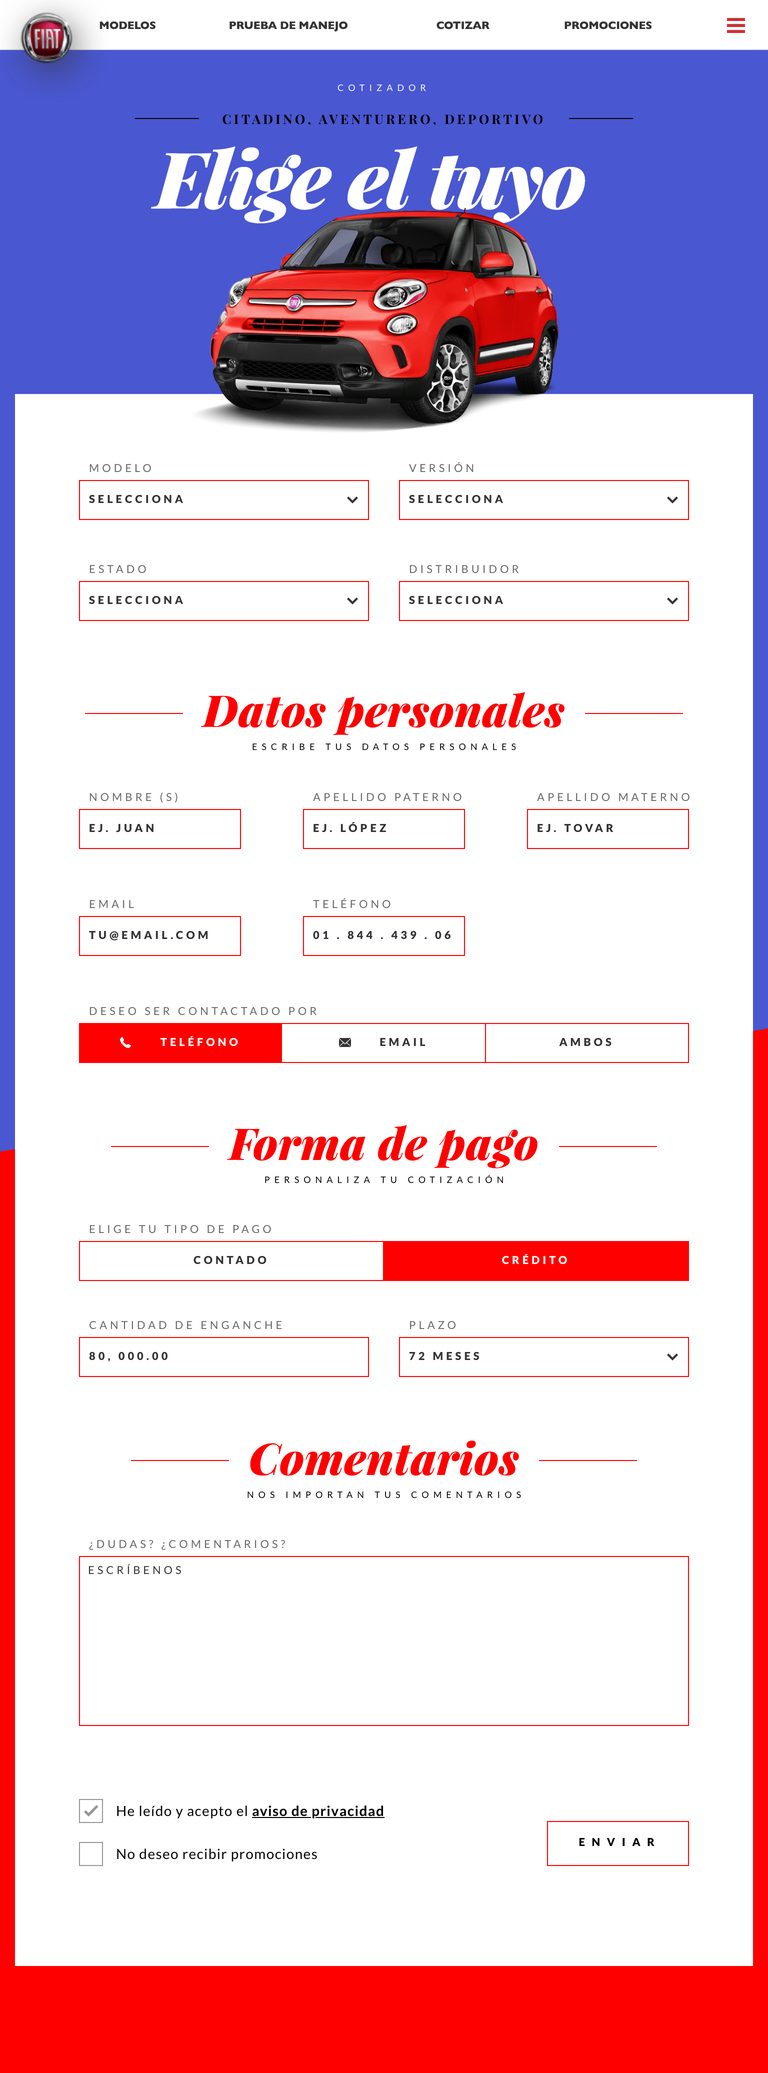 FIAT
MODELOS PRUEBA DE MANEJO COTIZAR PROMOCIONES
COTIZADOR
CITADINO, AVENTURERO, DEPORTIVO
Elige el tuyo
MODELO VERSIÓN
SELECCIONA SELECCIONA
ESTADO DISTRIBUIDOR
SELECCIONA SELECCIONA
Datos personales
ESCRIBE TUS DATOS PERSONALES
NOMBRE (S) APELLIDO PATERNO APELLIDO MATERNO
EJ. JUAN EJ. LÓPEZ EJ. TOVAR
EMAIL TELÉFONO
TU@EMAIL.COM 01 . 844 . 439 . 06
DESEO SER CONTACTADO POR
TELÉFONO EMAIL AMBOS
Forma de pago
PERSONALIZA TU COTIZACIÓN
ELIGE TU TIPO DE PAGO
CONTADO CRÉDITO
CANTIDAD DE ENGANCHE PLAZO
80, 000.00 72 MESES
Comentarios
NOS IMPORTAN TUS COMENTARIOS
¿DUDAS? ¿COMENTARIOS?
ESCRÍBENOS
He leído y acepto el aviso de privacidad
No deseo recibir promociones
ENVIAR